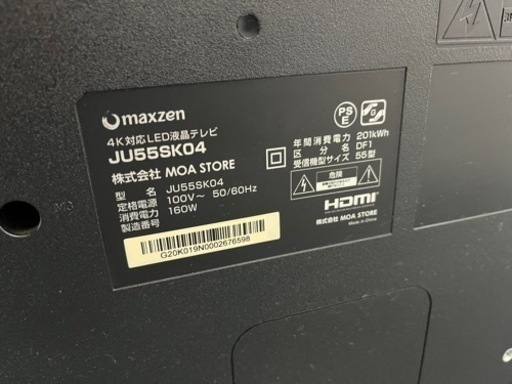 maxzen
4K対応LED液晶テレビ
JU55SK04
株式会社 MOA STORE
型 名 JU55SK04
定格電源 100V~ 50/60Hz
消費電力 160W
製造番号
G20K019N0002676598
PSE
年間消費電力 201kWh
区分名 DF1
受信機型サイズ 55型
危険
HDMI
株式会社 MOA STORE
Made in China